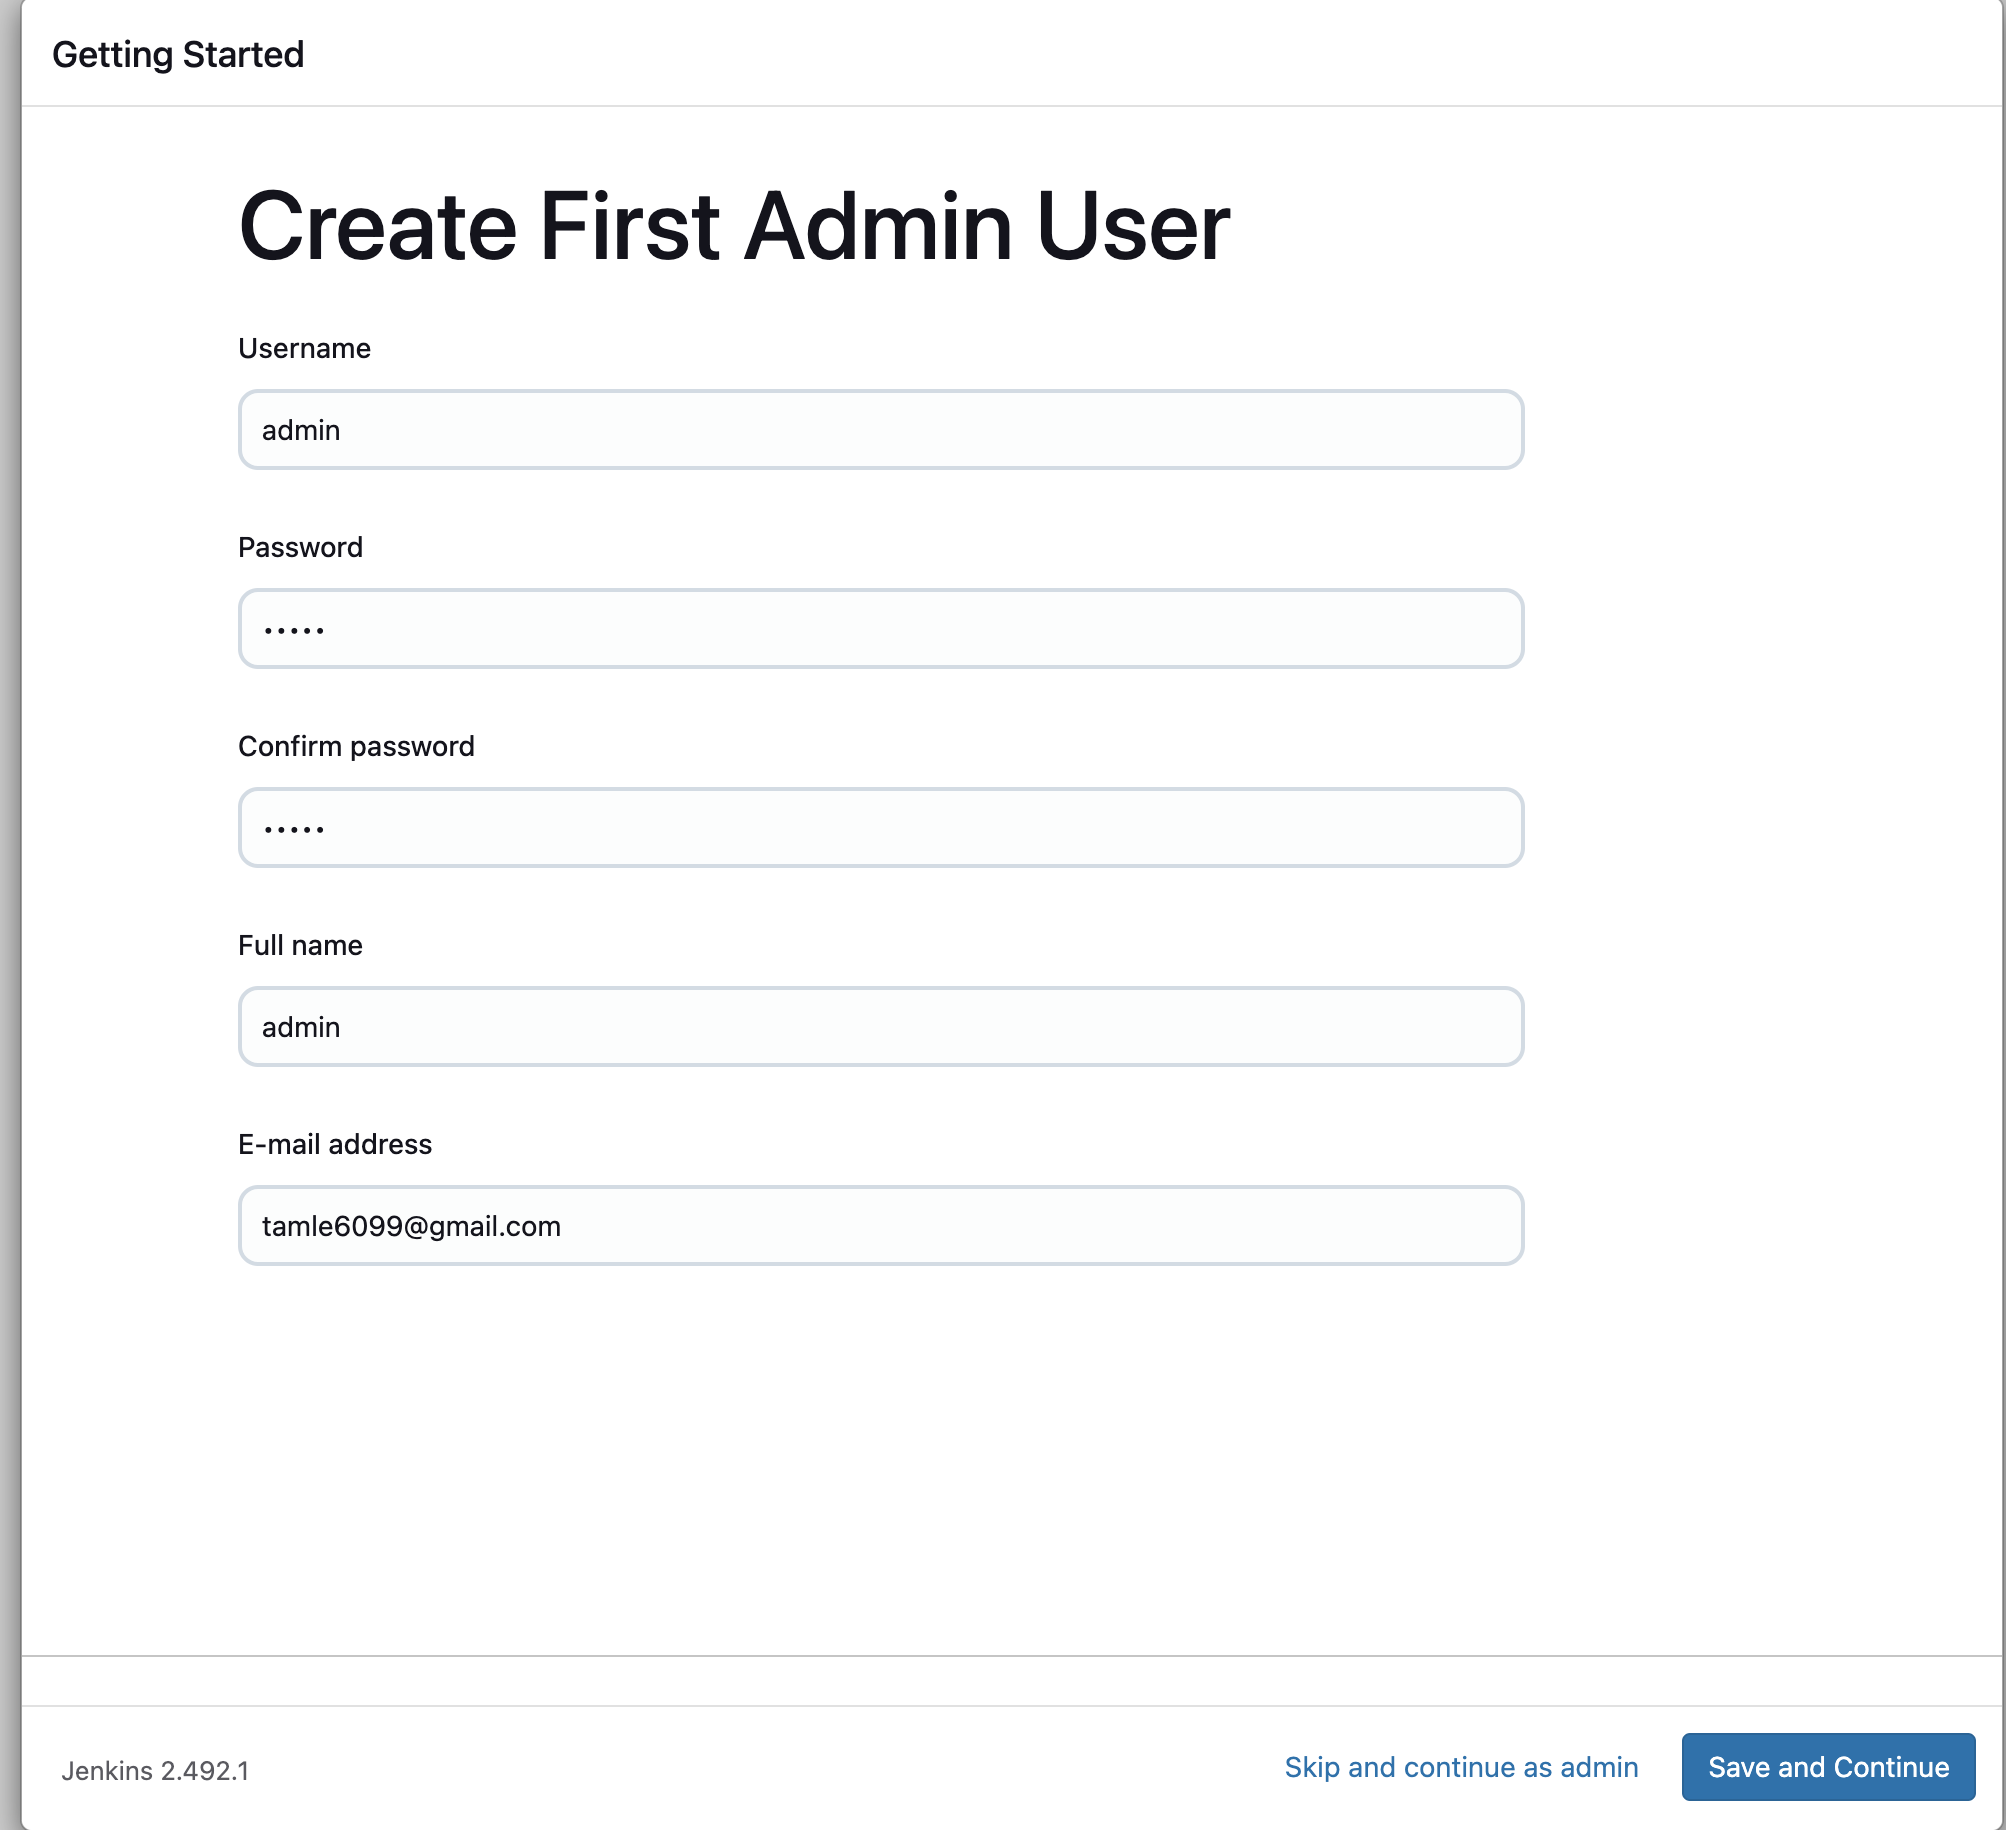 Getting Started
Create First Admin User
Username
admin
Password
•••••
Confirm password
•••••
Full name
admin
E-mail address
tamle6099@gmail.com
Jenkins 2.492.1
Skip and continue as admin
Save and Continue